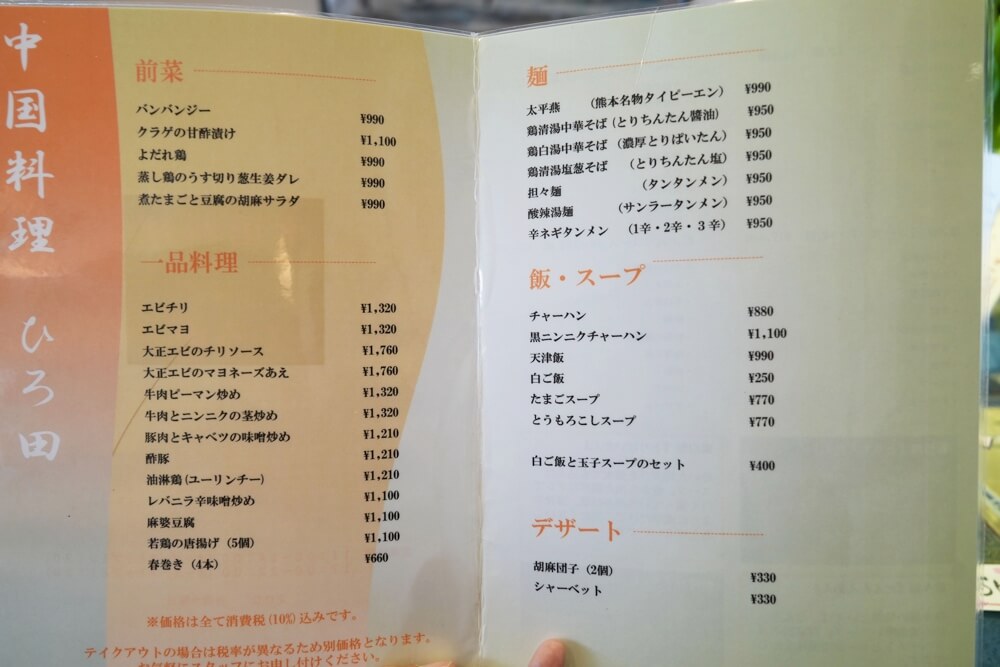 中国料理 ひろ田
前菜
バンバンジー ¥990
クラゲの甘酢漬け ¥1,100
よだれ鶏 ¥990
蒸し鶏のうす切り葱生姜ダレ ¥990
煮たまごと豆腐の胡麻サラダ ¥990
一品料理
エビチリ ¥1,320
エビマヨ ¥1,320
大正エビのチリソース ¥1,760
大正エビのマヨネーズあえ ¥1,760
牛肉ピーマン炒め ¥1,320
牛肉とニンニクの茎炒め ¥1,320
豚肉とキャベツの味噌炒め ¥1,210
酢豚 ¥1,210
油淋鶏(ユーリンチー) ¥1,210
レバニラ辛味噌炒め ¥1,100
麻婆豆腐 ¥1,100
若鶏の唐揚げ（5個） ¥1,100
春巻き（4本） ¥660
※価格は全て消費税(10%)込みです。
テイクアウトの場合は税率が異なるため別価格となります。
お気軽にスタッフにお申し付けください。
麺
太平燕 （熊本名物タイピーエン） ¥990
鶏清湯中華そば（とりちんたん醬油） ¥950
鶏白湯中華そば（濃厚とりぱいたん） ¥950
鶏清湯塩葱そば （とりちんたん塩） ¥950
担々麺 （タンタンメン） ¥950
酸辣湯麺 （サンラータンメン） ¥950
辛ネギタンメン （1辛・2辛・３辛） ¥950
飯・スープ
チャーハン ¥880
黒ニンニクチャーハン ¥1,100
天津飯 ¥990
白ご飯 ¥250
たまごスープ ¥770
とうもろこしスープ ¥770
白ご飯と玉子スープのセット ¥400
デザート
胡麻団子（2個） ¥330
シャーベット ¥330